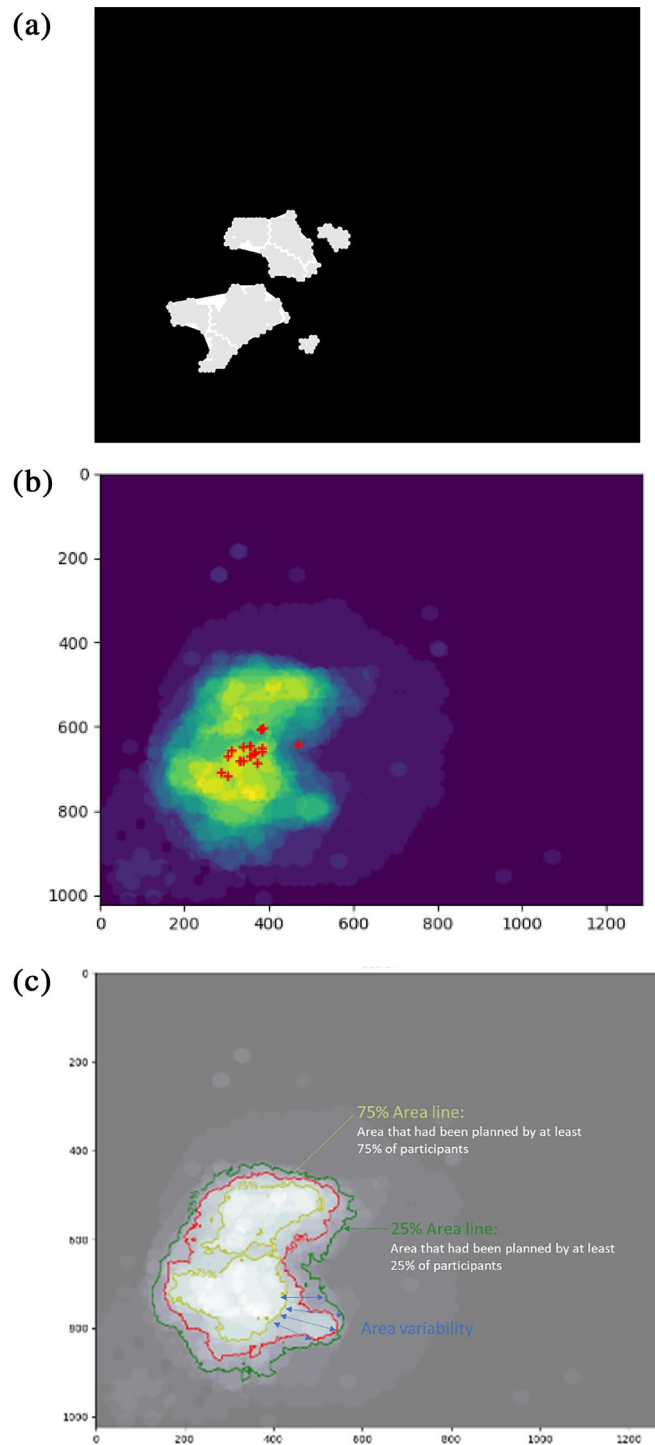 (a)
(b)
0
200
400
600
800
1000
0 200 400 600 800 1000 1200
(c)
0
200
400
600
800
1000
75% Area line:
Area that had been planned by at least
75% of participants
25% Area line:
Area that had been planned by at least
25% of participants
Area variability
0 200 400 600 800 1000 1200